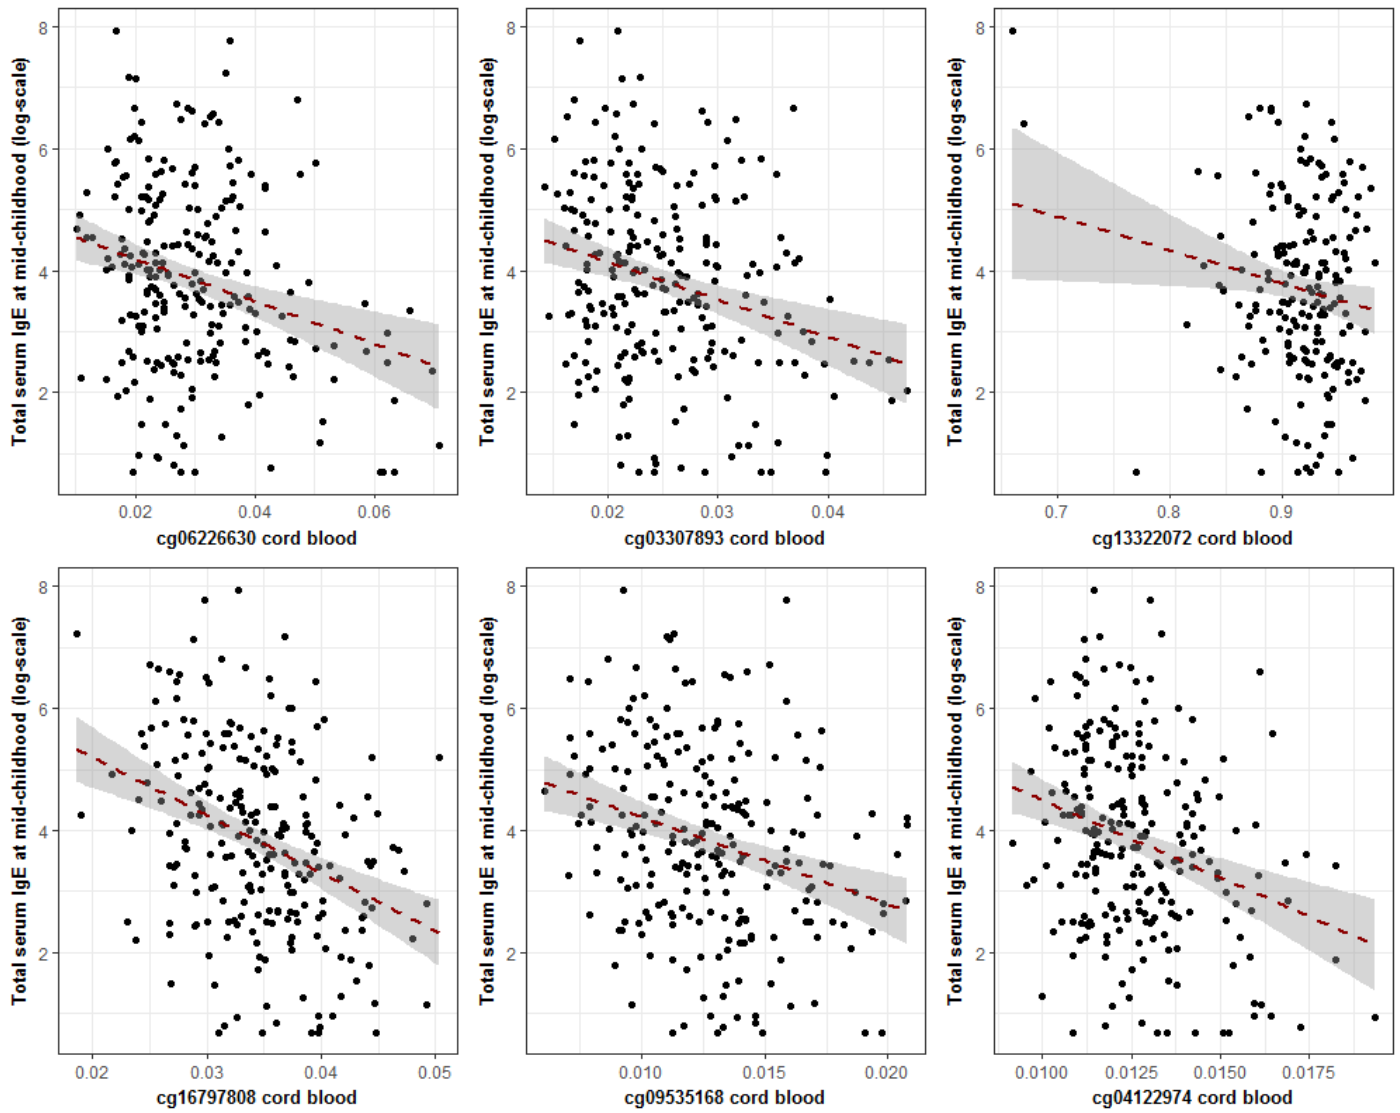 Total serum IgE at mid-childhood (log-scale)
8
6
4
2
0.02 0.04 0.06
cg06226630 cord blood
Total serum IgE at mid-childhood (log-scale)
8
6
4
2
0.02 0.03 0.04
cg03307893 cord blood
Total serum IgE at mid-childhood (log-scale)
8
6
4
2
0.7 0.8 0.9
cg13322072 cord blood
Total serum IgE at mid-childhood (log-scale)
8
6
4
2
0.02 0.03 0.04 0.05
cg16797808 cord blood
Total serum IgE at mid-childhood (log-scale)
8
6
4
2
0.010 0.015 0.020
cg09535168 cord blood
Total serum IgE at mid-childhood (log-scale)
8
6
4
2
0.0100 0.0125 0.0150 0.0175
cg04122974 cord blood